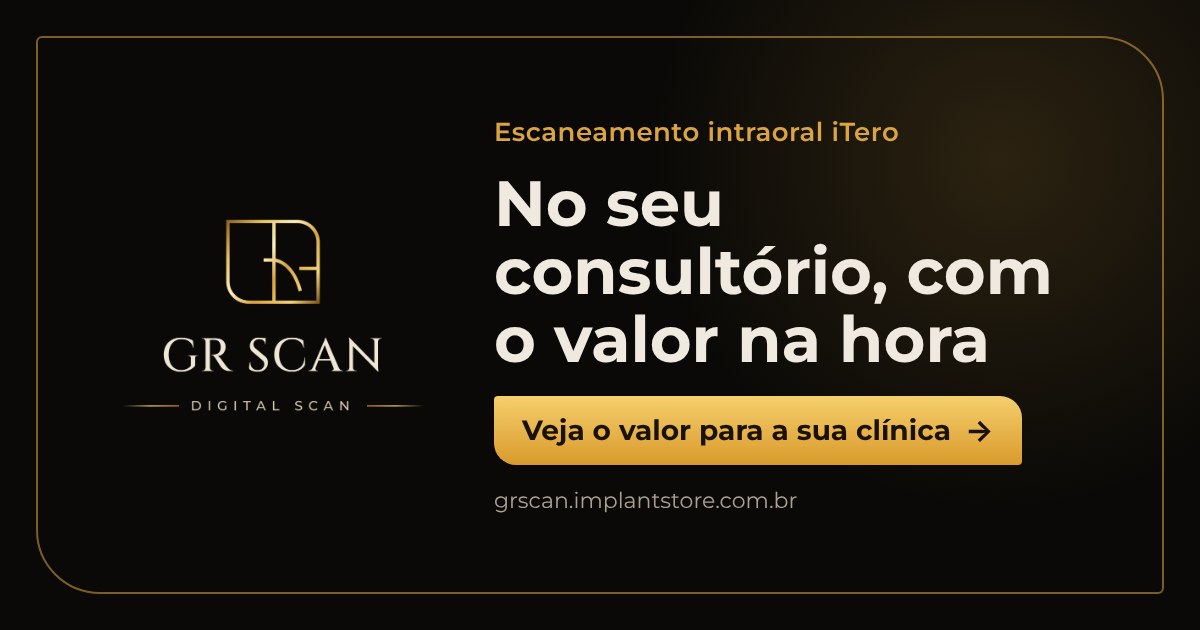 Escaneamento intraoral iTero
No seu
consultório, com
o valor na hora
GR SCAN
DIGITAL SCAN
Veja o valor para a sua clínica →
grscan.implantstore.com.br